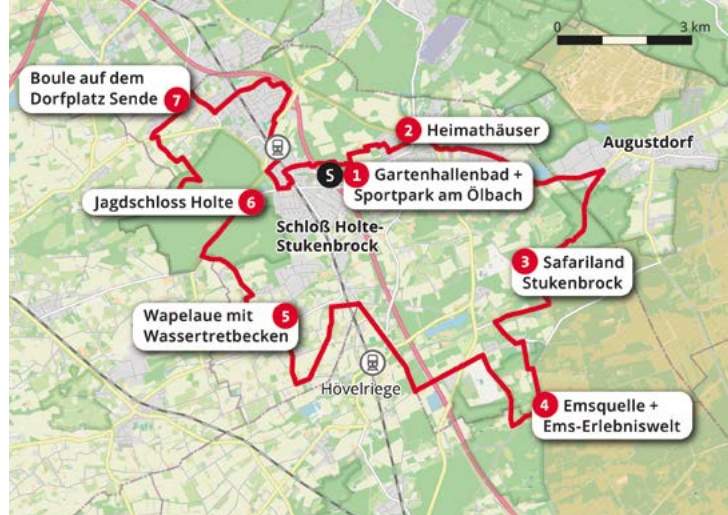 0 3 km
Boule auf dem
Dorfplatz Sende 7
2 Heimathäuser
Augustdorf
S 1 Gartenhallenbad +
Sportpark am Ölbach
Jagdschloss Holte 6
Schloß Holte-
Stukenbrock
3 Safariland
Stukenbrock
Wapelaue mit 5
Wassertretbecken
Hövelriege
4 Emsquelle +
Ems-Erlebniswelt